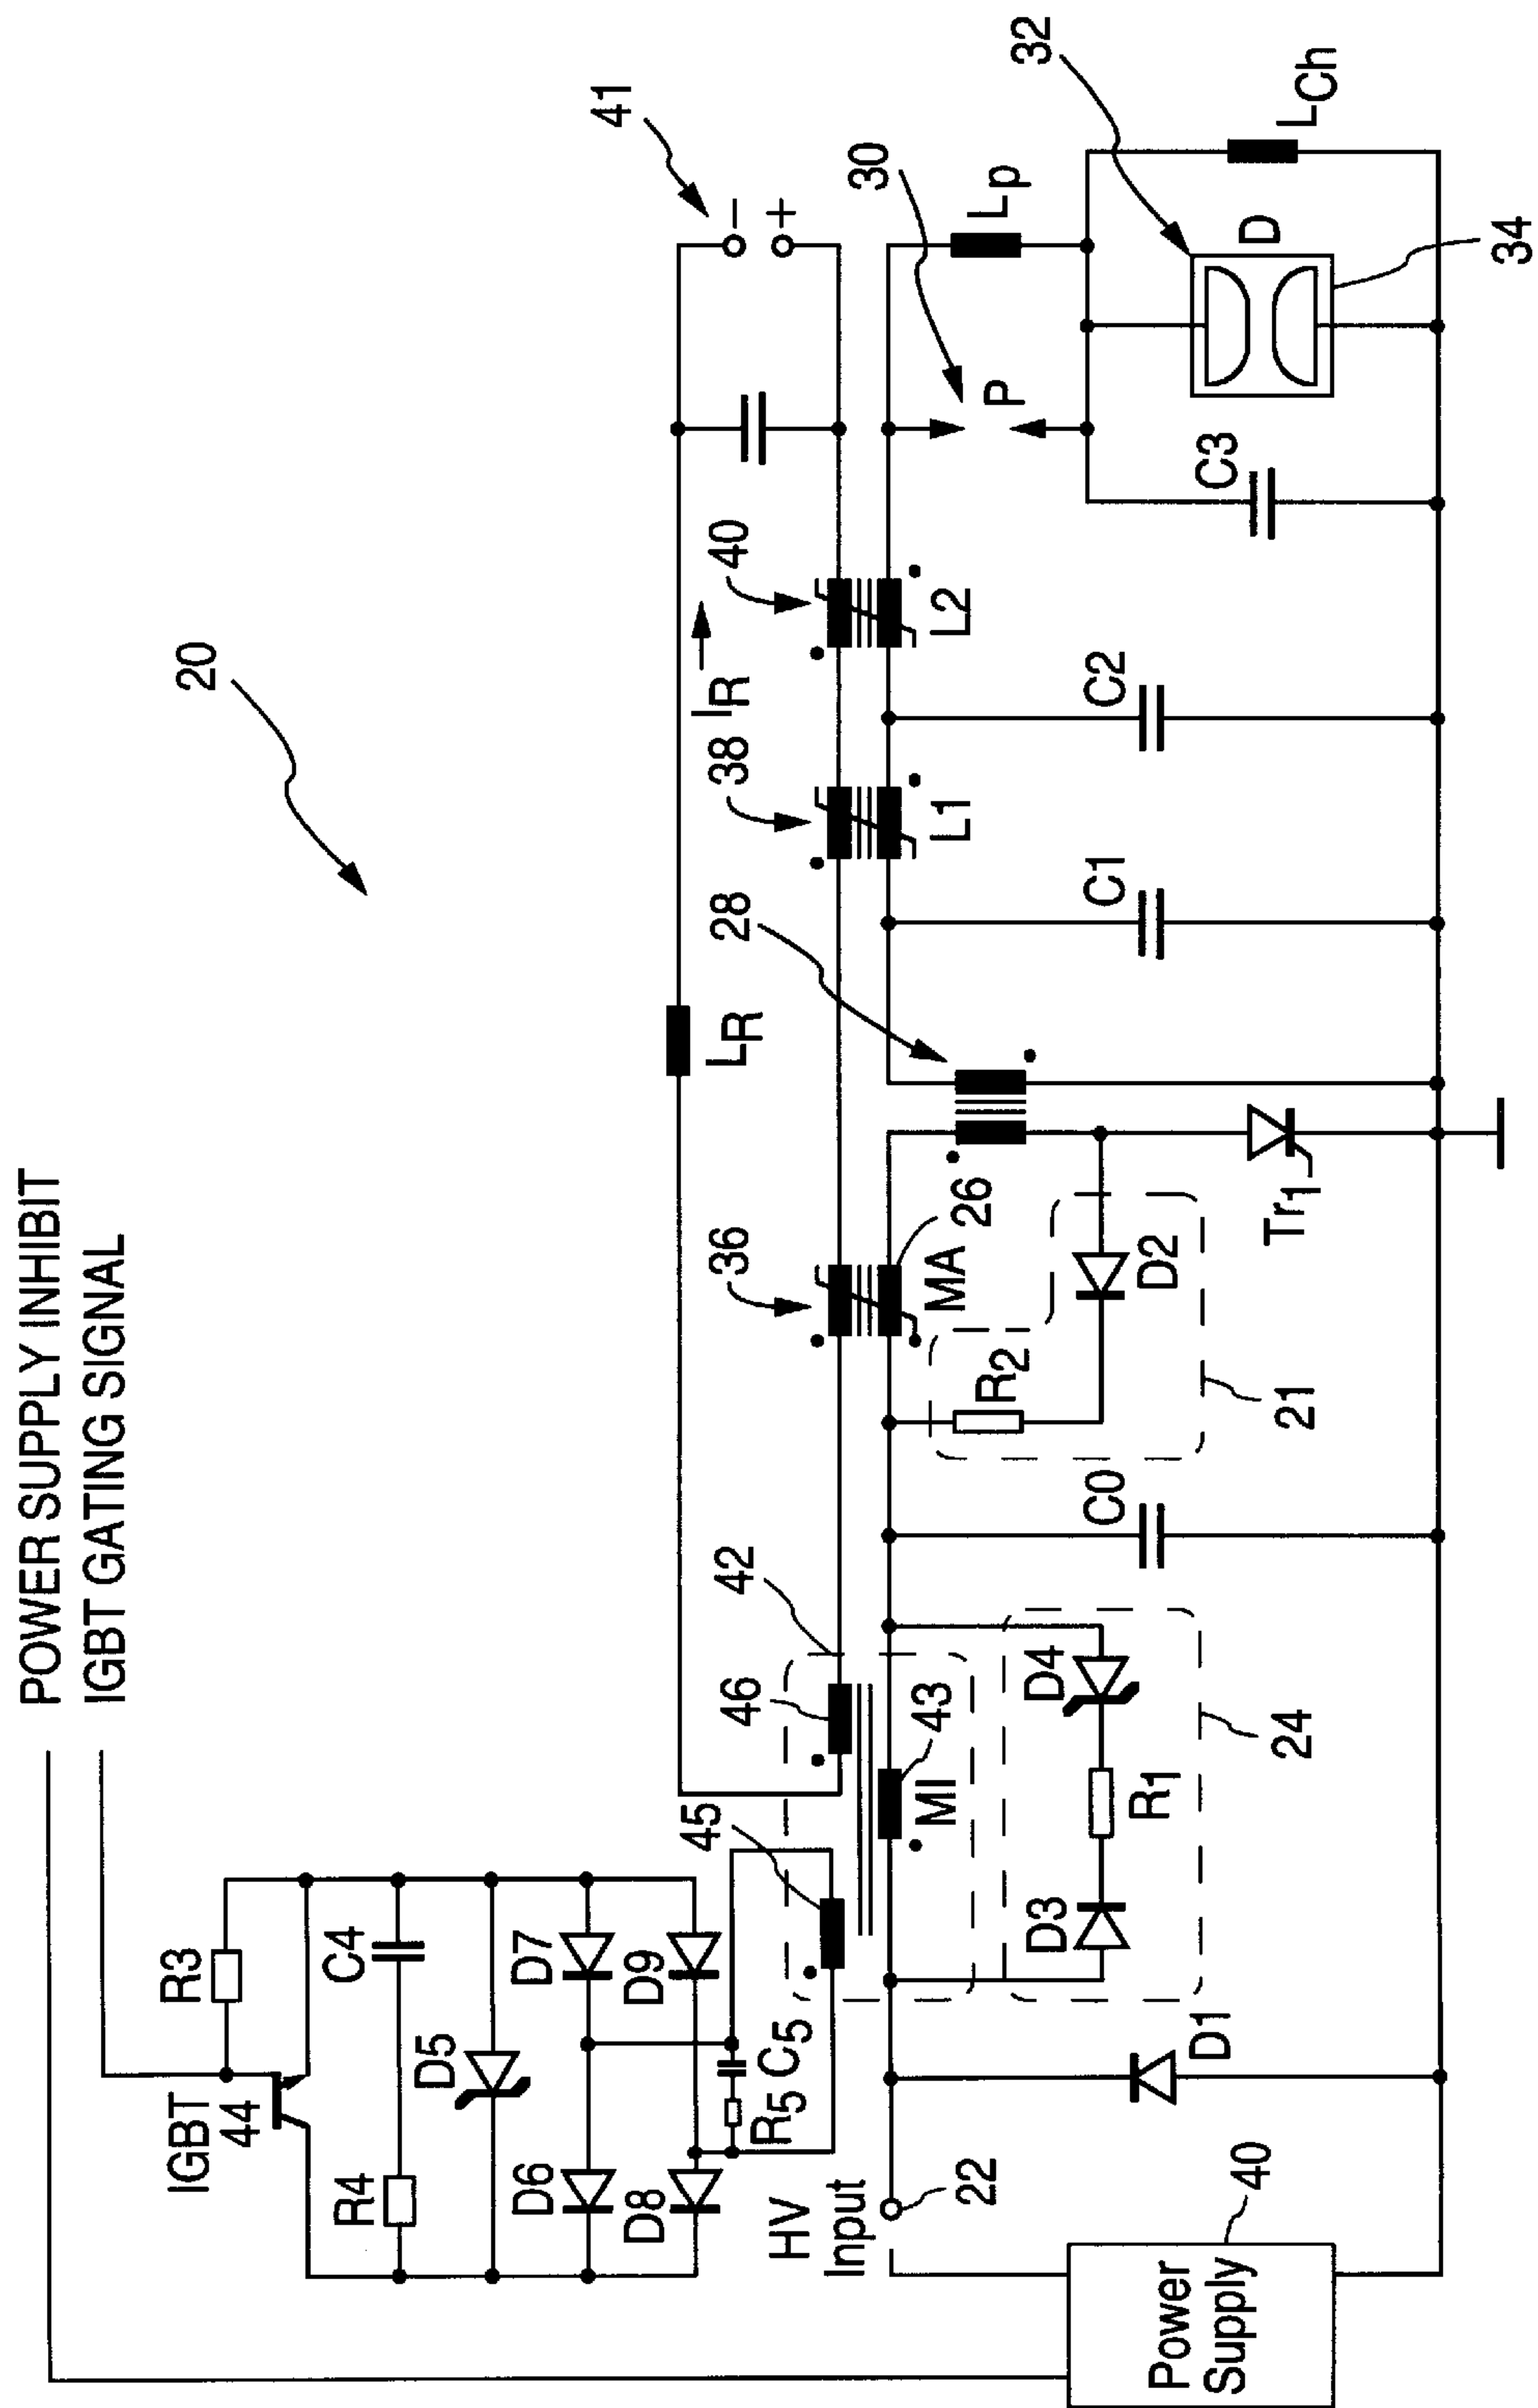 POWER SUPPLY INHIBIT
IGBT GATING SIGNAL
20
IGBT
44
R3
R4
C4
D5
D6
D7
D8
D9
R5
C5
45
46
42
LR
IR
36
38
40
41
−
+
HV
Input
22
MI
43
MA
26
28
L1
L2
30
P
Lp
32
D
LCh
34
D1
D3
R1
D4
24
C0
R2
D2
21
Tr1
C1
C2
C3
Power
Supply
40